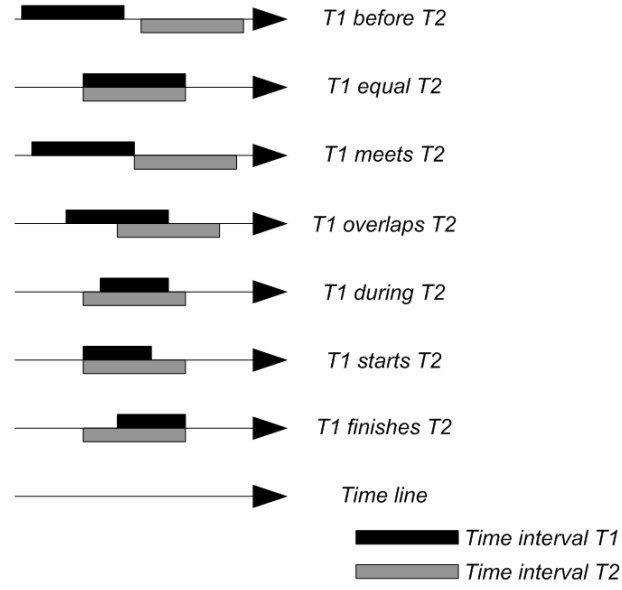 T1 before T2
T1 equal T2
T1 meets T2
T1 overlaps T2
T1 during T2
T1 starts T2
T1 finishes T2
Time line
Time interval T1
Time interval T2